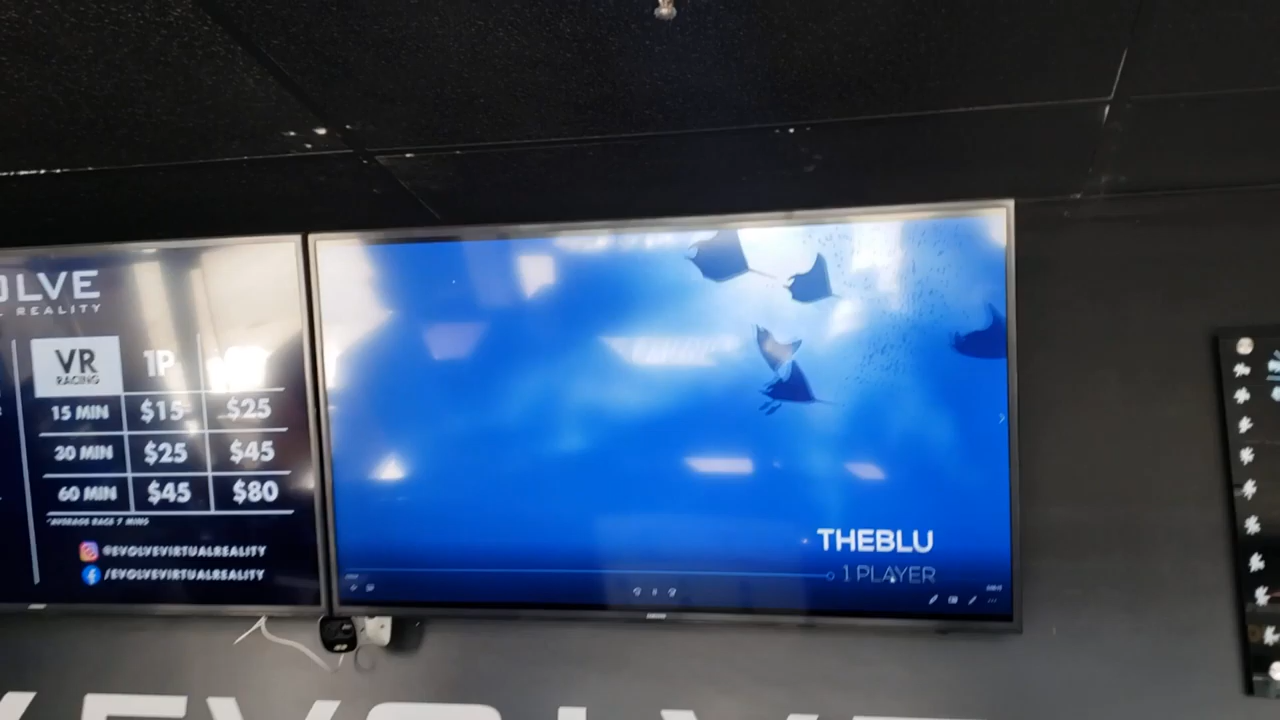 OLVE
REALITY
VR
RACING
1P
15 MIN $15 $25
30 MIN $25 $45
60 MIN $45 $80
*AVERAGE RACE 7 MINS
@EVOLVEVIRTUALREALITY
/EVOLVEVIRTUALREALITY
THEBLU
1 PLAYER
EVOLVE